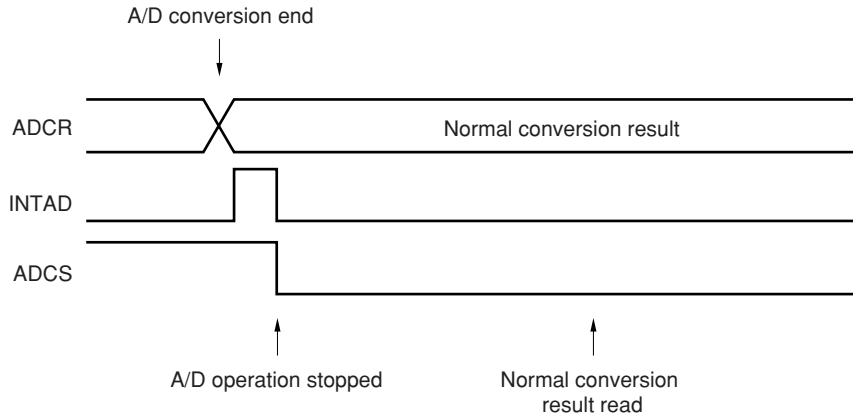 A/D conversion end
ADCR
Normal conversion result
INTAD
ADCS
A/D operation stopped
Normal conversion
result read